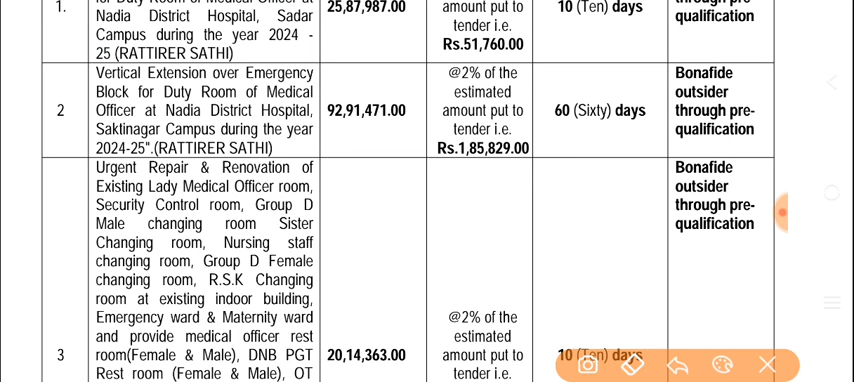 for Duty Room of Medical Officer at
1. Nadia District Hospital, Sadar
Campus during the year 2024 -
25 (RATTIRER SATHI)
25,87,987.00
amount put to
tender i.e.
Rs.51,760.00
10 (Ten) days
through pre-
qualification
2
Vertical Extension over Emergency
Block for Duty Room of Medical
Officer at Nadia District Hospital,
Saktinagar Campus during the year
2024-25".(RATTIRER SATHI)
92,91,471.00
@2% of the
estimated
amount put to
tender i.e.
Rs.1,85,829.00
60 (Sixty) days
Bonafide
outsider
through pre-
qualification
3
Urgent Repair & Renovation of
Existing Lady Medical Officer room,
Security Control room, Group D
Male changing room Sister
Changing room, Nursing staff
changing room, Group D Female
changing room, R.S.K Changing
room at existing indoor building,
Emergency ward & Maternity ward
and provide medical officer rest
room(Female & Male), DNB PGT
Rest room (Female & Male), OT
20,14,363.00
@2% of the
estimated
amount put to
tender i.e.
10 (Ten) days
Bonafide
outsider
through pre-
qualification